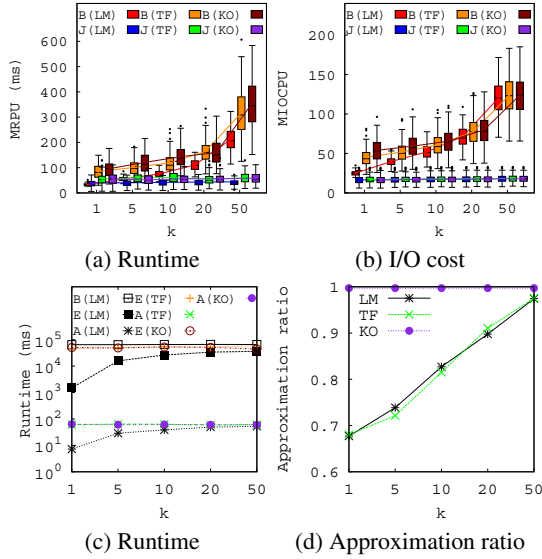 B(LM) B(TF) B(KO)
J(LM) J(TF) J(KO)
MRPU (ms)
600
500
400
300
200
100
0
1 5 10 20 50
k
(a) Runtime
B(LM) B(TF) B(KO)
J(LM) J(TF) J(KO)
MIOCPU
200
150
100
50
0
1 5 10 20 50
k
(b) I/O cost
B(LM) E(TF) A(KO)
E(LM) A(TF)
A(LM) E(KO)
Runtime (ms)
10^5
10^4
10^3
10^2
10^1
10^0
1 5 10 20 50
k
(c) Runtime
LM
TF
KO
Approximation ratio
1
0.9
0.8
0.7
0.6
1 5 10 20 50
k
(d) Approximation ratio